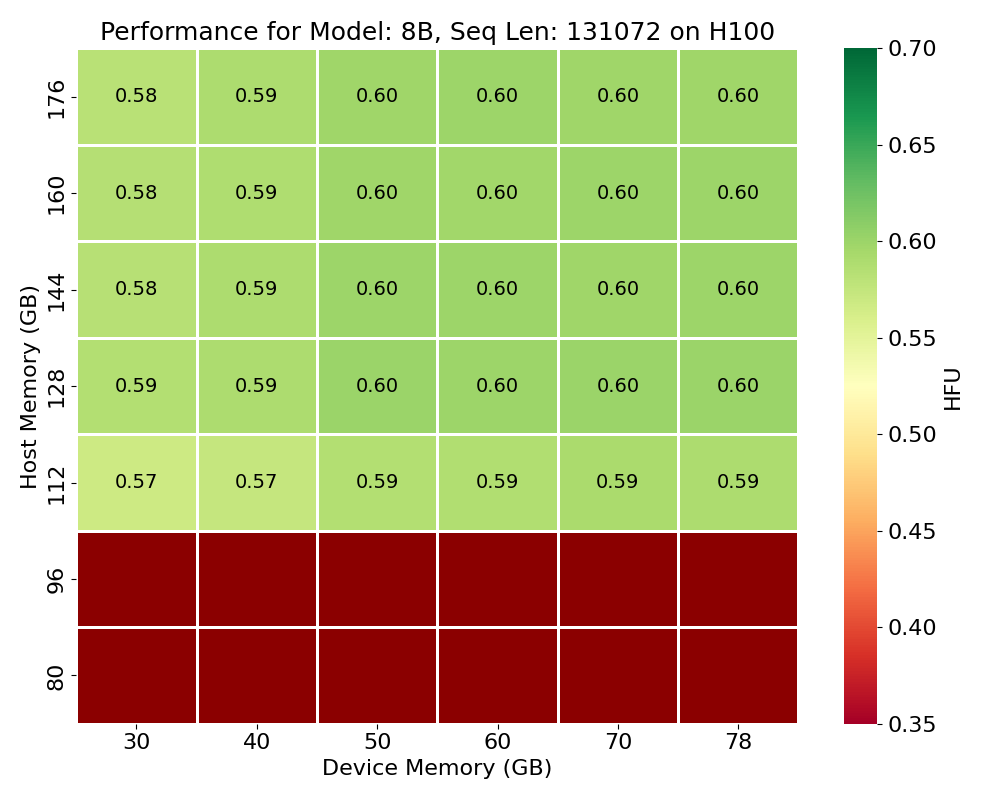 Performance for Model: 8B, Seq Len: 131072 on H100
Host Memory (GB)
176 0.58 0.59 0.60 0.60 0.60 0.60
160 0.58 0.59 0.60 0.60 0.60 0.60
144 0.58 0.59 0.60 0.60 0.60 0.60
128 0.59 0.59 0.60 0.60 0.60 0.60
112 0.57 0.57 0.59 0.59 0.59 0.59
96
80
30 40 50 60 70 78
Device Memory (GB)
0.70
0.65
0.60
0.55
0.50
0.45
0.40
0.35
HFU